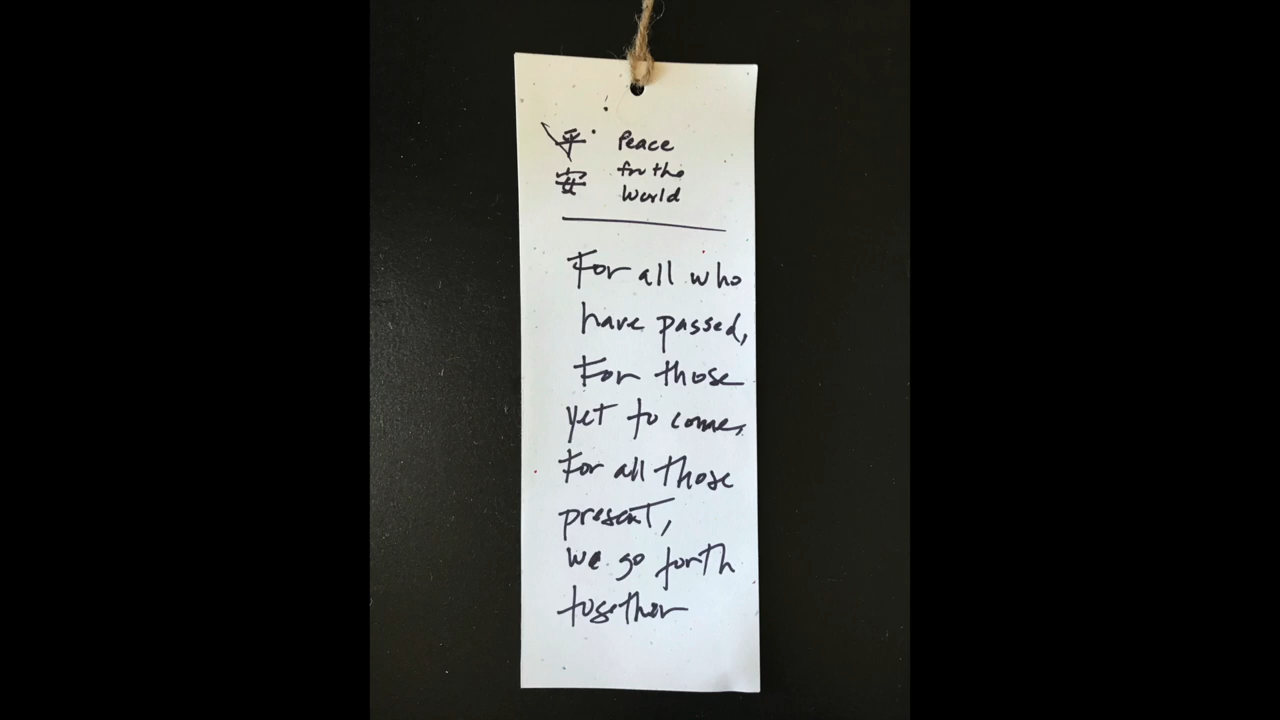 平 Peace
安 for the
World
For all who
have passed,
For those
yet to come,
For all those
present,
we go forth
together